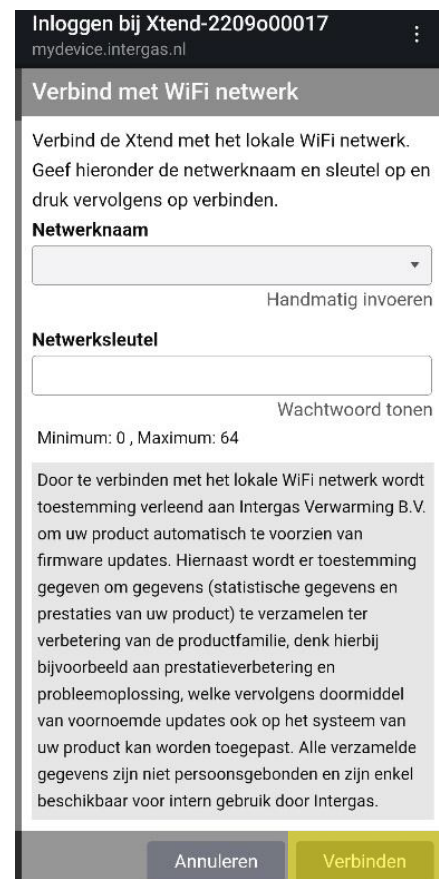 Inloggen bij Xtend-2209o00017
mydevice.intergas.nl
Verbind met WiFi netwerk
Verbind de Xtend met het lokale WiFi netwerk.
Geef hieronder de netwerknaam en sleutel op en
druk vervolgens op verbinden.
Netwerknaam
Handmatig invoeren
Netwerksleutel
Wachtwoord tonen
Minimum: 0 , Maximum: 64
Door te verbinden met het lokale WiFi netwerk wordt
toestemming verleend aan Intergas Verwarming B.V.
om uw product automatisch te voorzien van
firmware updates. Hiernaast wordt er toestemming
gegeven om gegevens (statistische gegevens en
prestaties van uw product) te verzamelen ter
verbetering van de productfamilie, denk hierbij
bijvoorbeeld aan prestatieverbetering en
probleemoplossing, welke vervolgens doormiddel
van voornoemde updates ook op het systeem van
uw product kan worden toegepast. Alle verzamelde
gegevens zijn niet persoonsgebonden en zijn enkel
beschikbaar voor intern gebruik door Intergas.
Annuleren
Verbinden